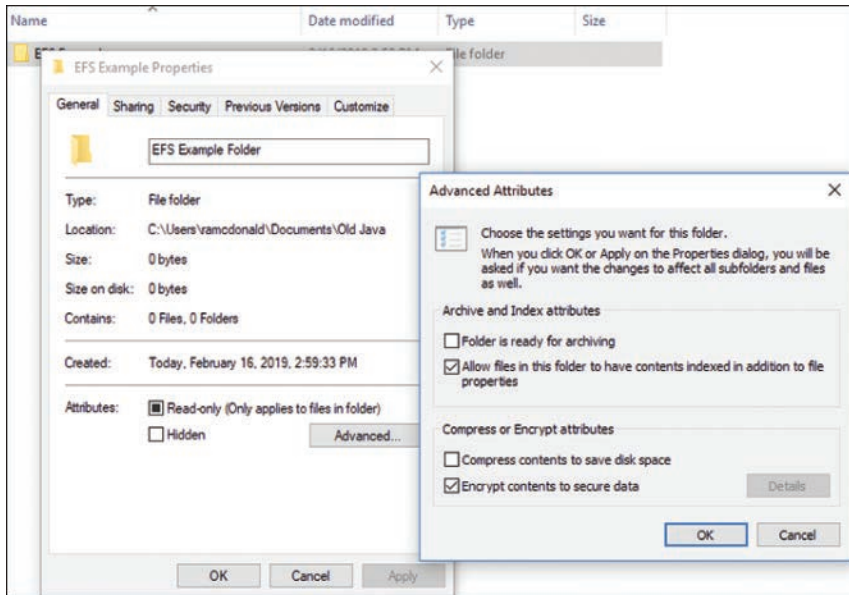 Name Date modified Type Size
File folder
EFS Example Properties
General Sharing Security Previous Versions Customize
EFS Example Folder
Type: File folder
Location: C:\Users\ramcdonald\Documents\Old Java
Size: 0 bytes
Size on disk: 0 bytes
Contains: 0 Files, 0 Folders
Created: Today, February 16, 2019, 2:59:33 PM
Attributes: Read-only (Only applies to files in folder)
Hidden Advanced...
OK Cancel Apply
Advanced Attributes
Choose the settings you want for this folder.
When you click OK or Apply on the Properties dialog, you will be
asked if you want the changes to affect all subfolders and files
as well.
Archive and Index attributes
Folder is ready for archiving
Allow files in this folder to have contents indexed in addition to file
properties
Compress or Encrypt attributes
Compress contents to save disk space
Encrypt contents to secure data Details
OK Cancel